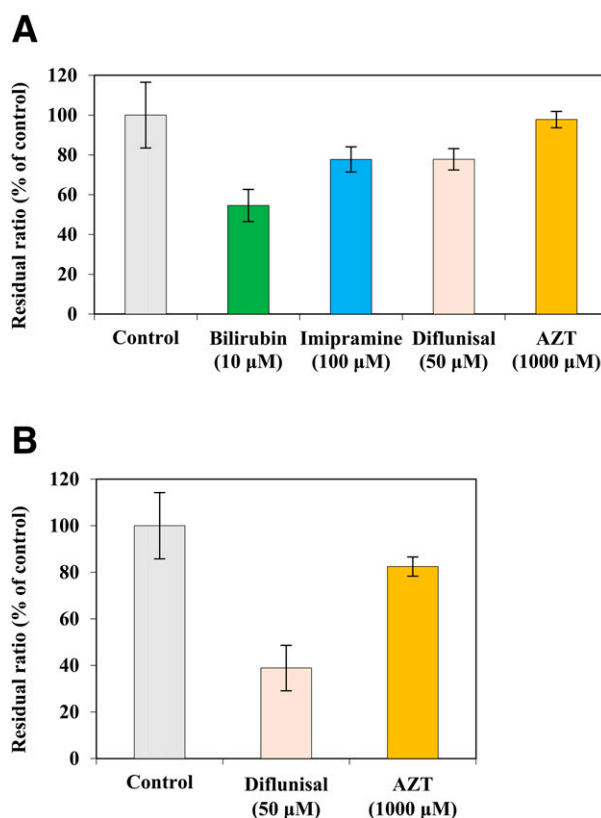 A
Residual ratio (% of control)
120
100
80
60
40
20
0
Control Bilirubin Imipramine Diflunisal AZT
(10 μM) (100 μM) (50 μM) (1000 μM)
B
Residual ratio (% of control)
120
100
80
60
40
20
0
Control Diflunisal AZT
(50 μM) (1000 μM)